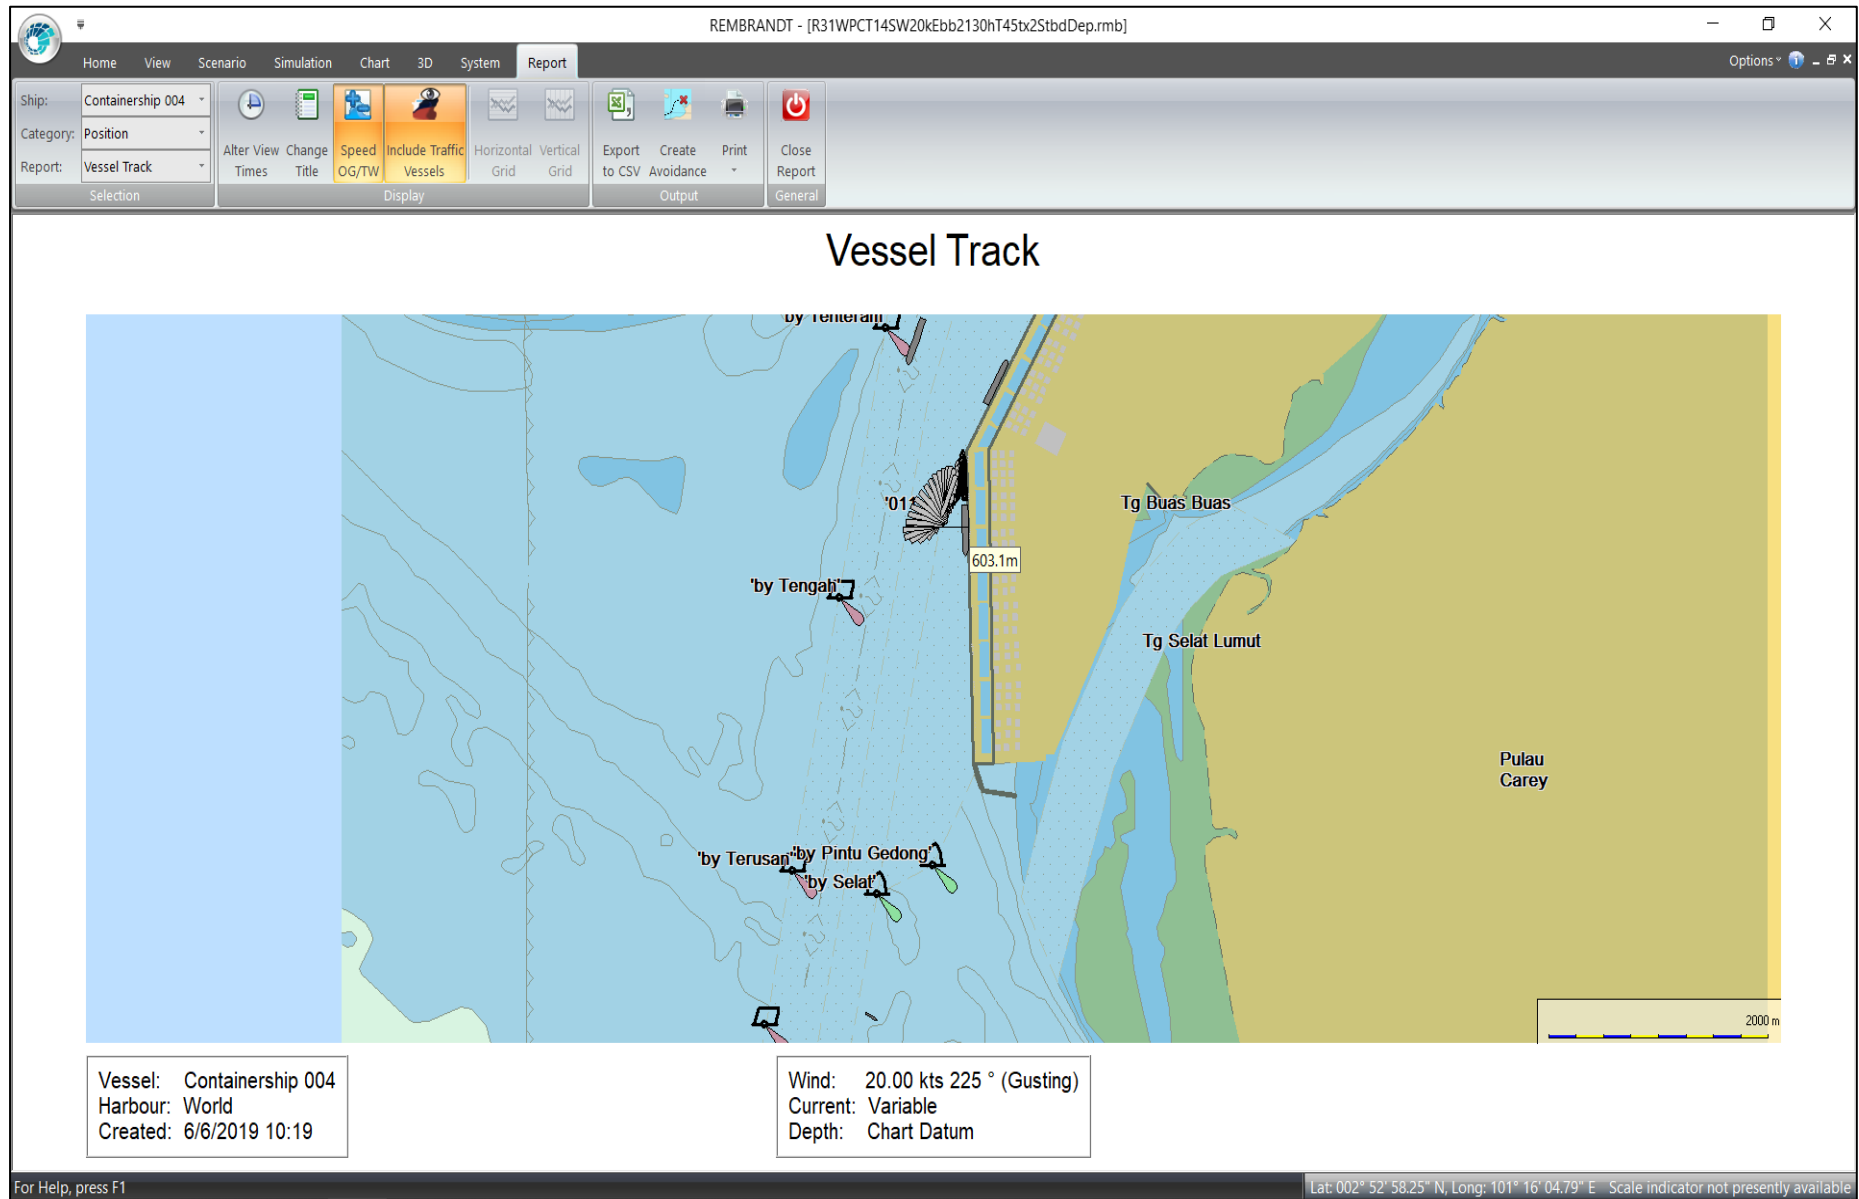 REMBRANDT - [R31WPCT14SW20kEbb2130hT45tx2StbdDep.rmb]
Home View Scenario Simulation Chart 3D System Report Options
Ship: Containership 004
Category: Position
Report: Vessel Track
Selection
Alter View Times
Change Title
Speed OG/TW
Include Traffic Vessels
Horizontal Grid
Vertical Grid
Display
Export to CSV
Create Avoidance
Print
Output
Close Report
General
Vessel Track
'by Tenteram'
'011
603.1m
Tg Buas Buas
'by Tengah'
Tg Selat Lumut
Pulau
Carey
'by Terusan'
'by Pintu Gedong'
'by Selat'
2000 m
Vessel: Containership 004
Harbour: World
Created: 6/6/2019 10:19
Wind: 20.00 kts 225 ° (Gusting)
Current: Variable
Depth: Chart Datum
For Help, press F1
Lat: 002° 52' 58.25" N, Long: 101° 16' 04.79" E Scale indicator not presently available